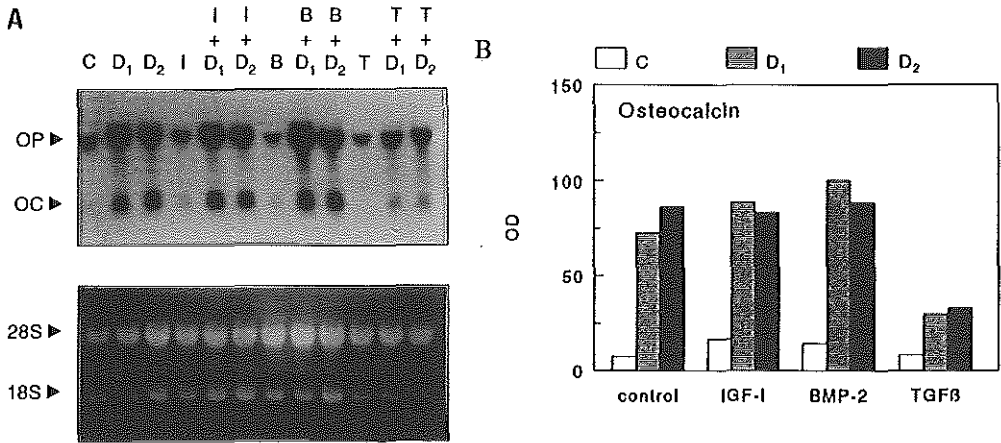 A
I I B B T T
+ + + + + +
C D₁ D₂ I D₁ D₂ B D₁ D₂ T D₁ D₂
OP
OC
28S
18S
B
C D₁ D₂
150
100
50
0
OD
Osteocalcin
control IGF-I BMP-2 TGFß